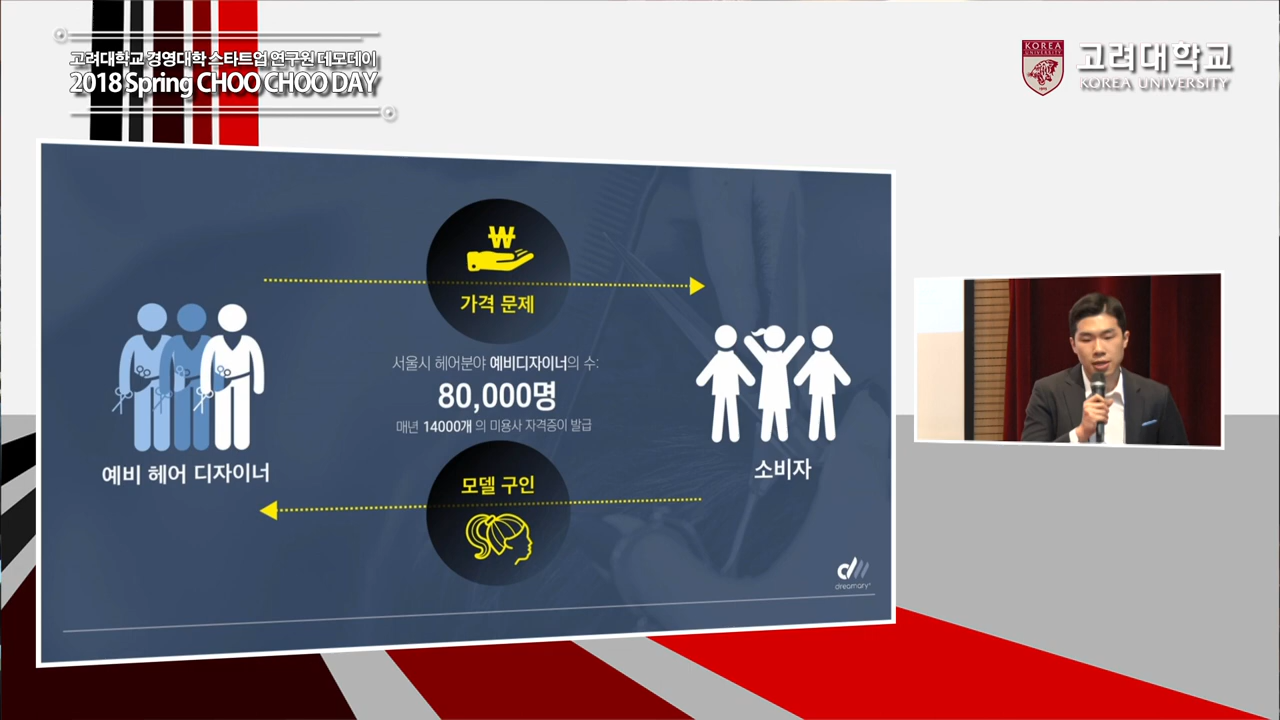 고려대학교 경영대학 스타트업 연구원 데모데이
2018 Spring CHOO CHOO DAY
KOREA
UNIVERSITY
1905
고려대학교
KOREA UNIVERSITY
₩
가격 문제
서울시 헤어분야 예비디자이너의 수:
80,000명
매년 14000개 의 미용사 자격증이 발급
모델 구인
예비 헤어 디자이너
소비자
dreamary